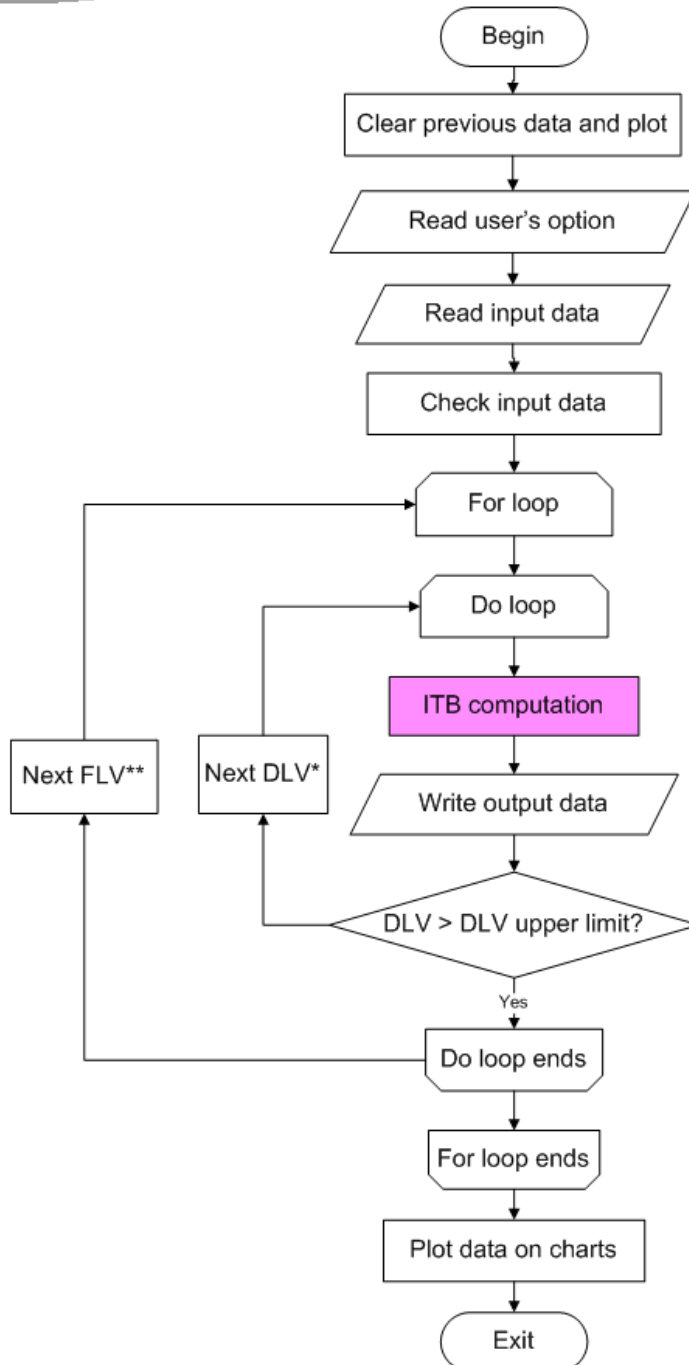 Begin
Clear previous data and plot
Read user's option
Read input data
Check input data
For loop
Do loop
ITB computation
Next FLV**
Next DLV*
Write output data
DLV > DLV upper limit?
Yes
Do loop ends
For loop ends
Plot data on charts
Exit